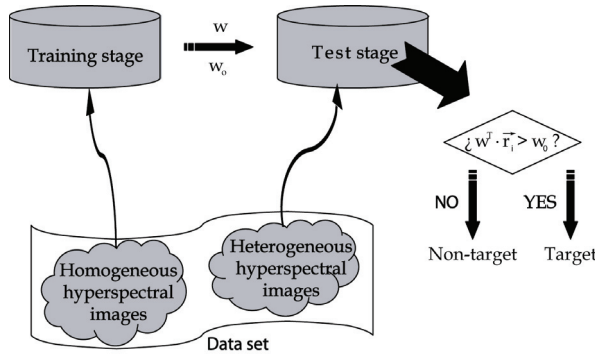 Training stage
w
w₀
Test stage
¿ wᵀ · r⃗ᵢ > w₀ ?
NO
YES
Non-target
Target
Homogeneous
hyperspectral
images
Heterogeneous
hyperspectral
images
Data set